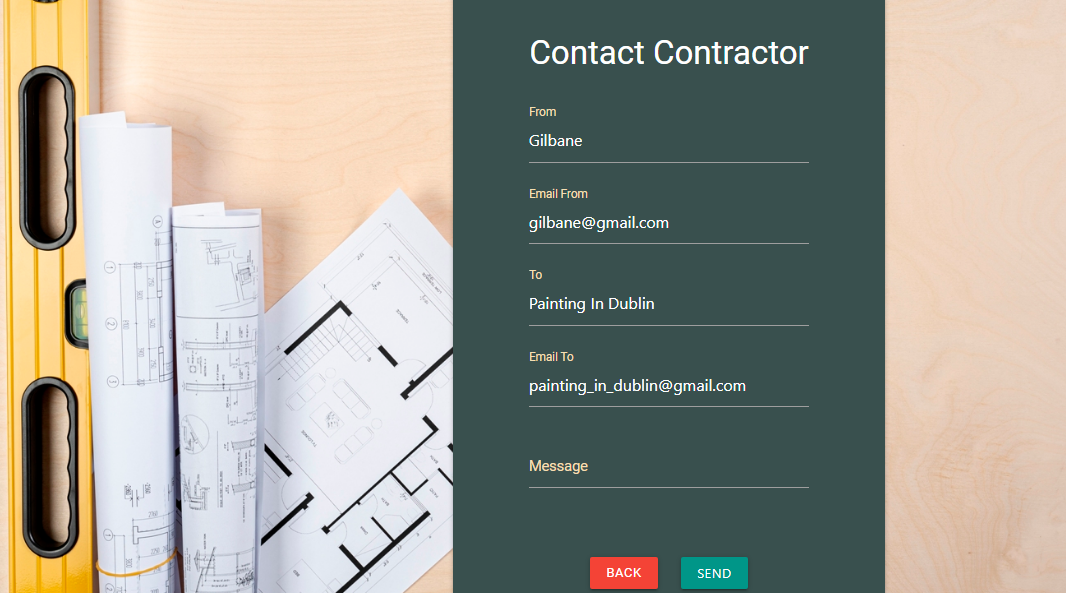 Contact Contractor
From
Gilbane
Email From
gilbane@gmail.com
To
Painting In Dublin
Email To
painting_in_dublin@gmail.com
Message
BACK
SEND